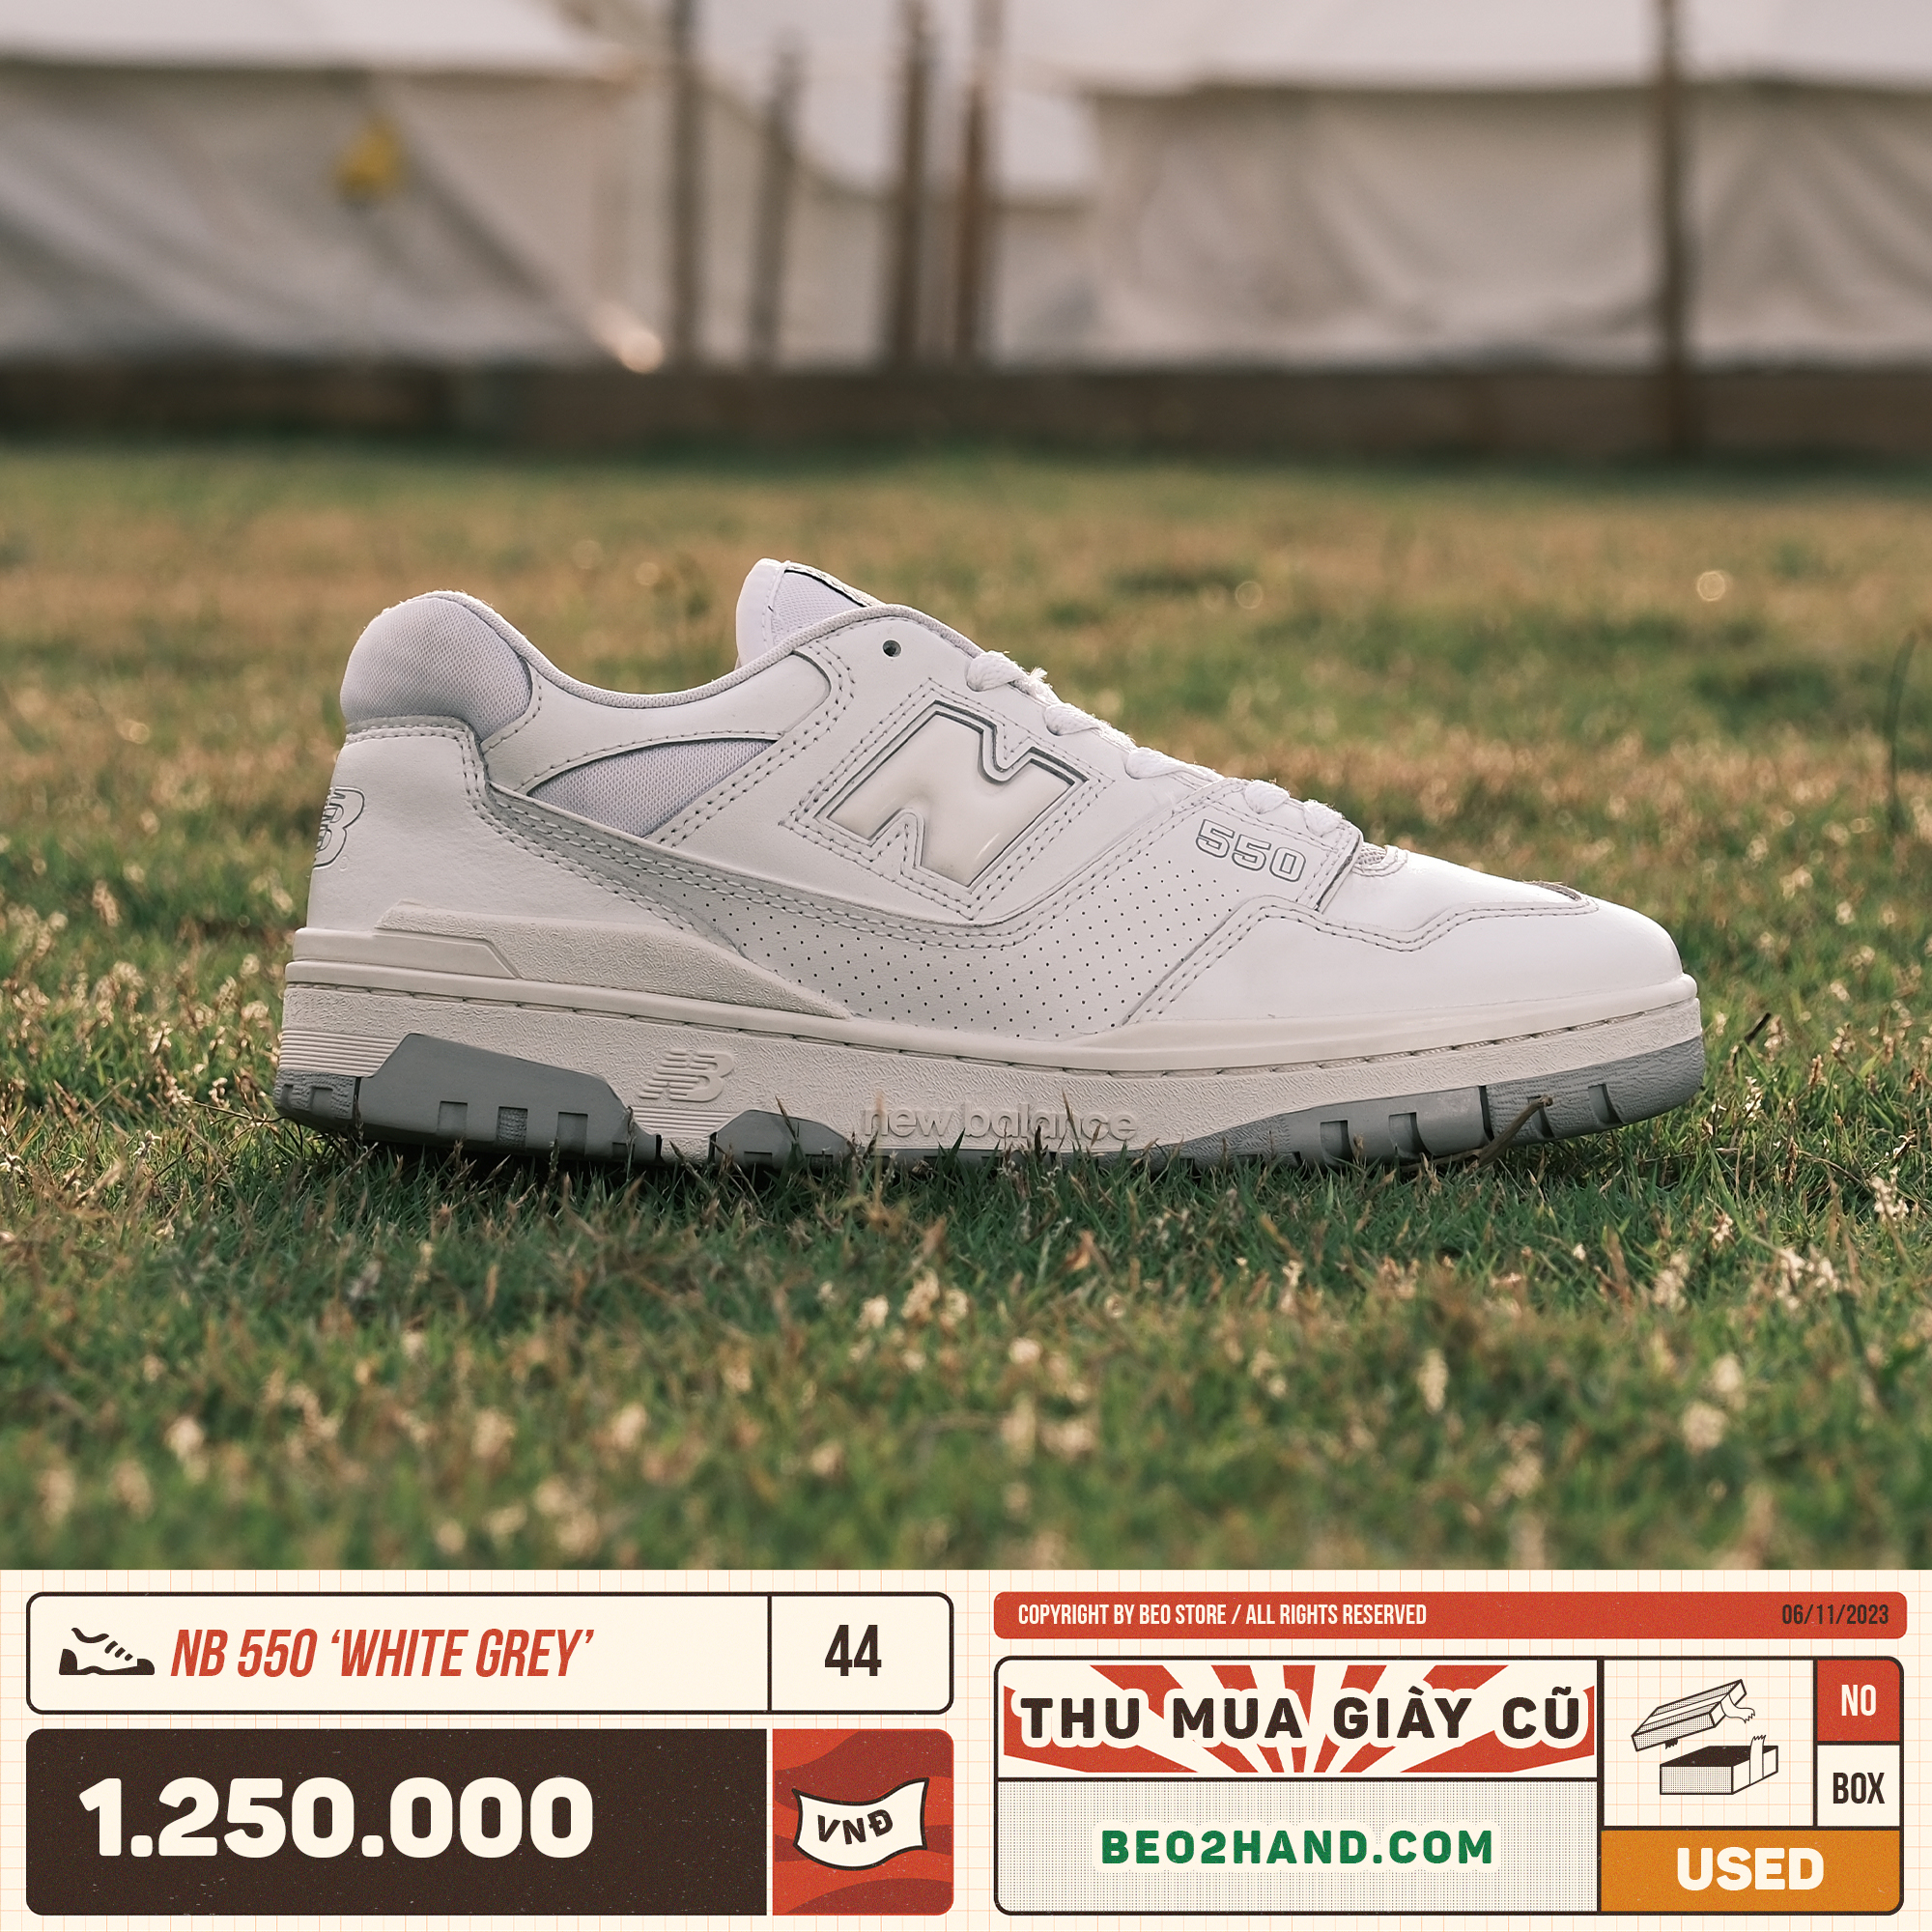 N
550
B
NB
new balance
NB 550 ‘WHITE GREY’
44
1.250.000
VNĐ
COPYRIGHT BY BEO STORE / ALL RIGHTS RESERVED
06/11/2023
THU MUA GIÀY CŨ
BEO2HAND.COM
NO
BOX
USED